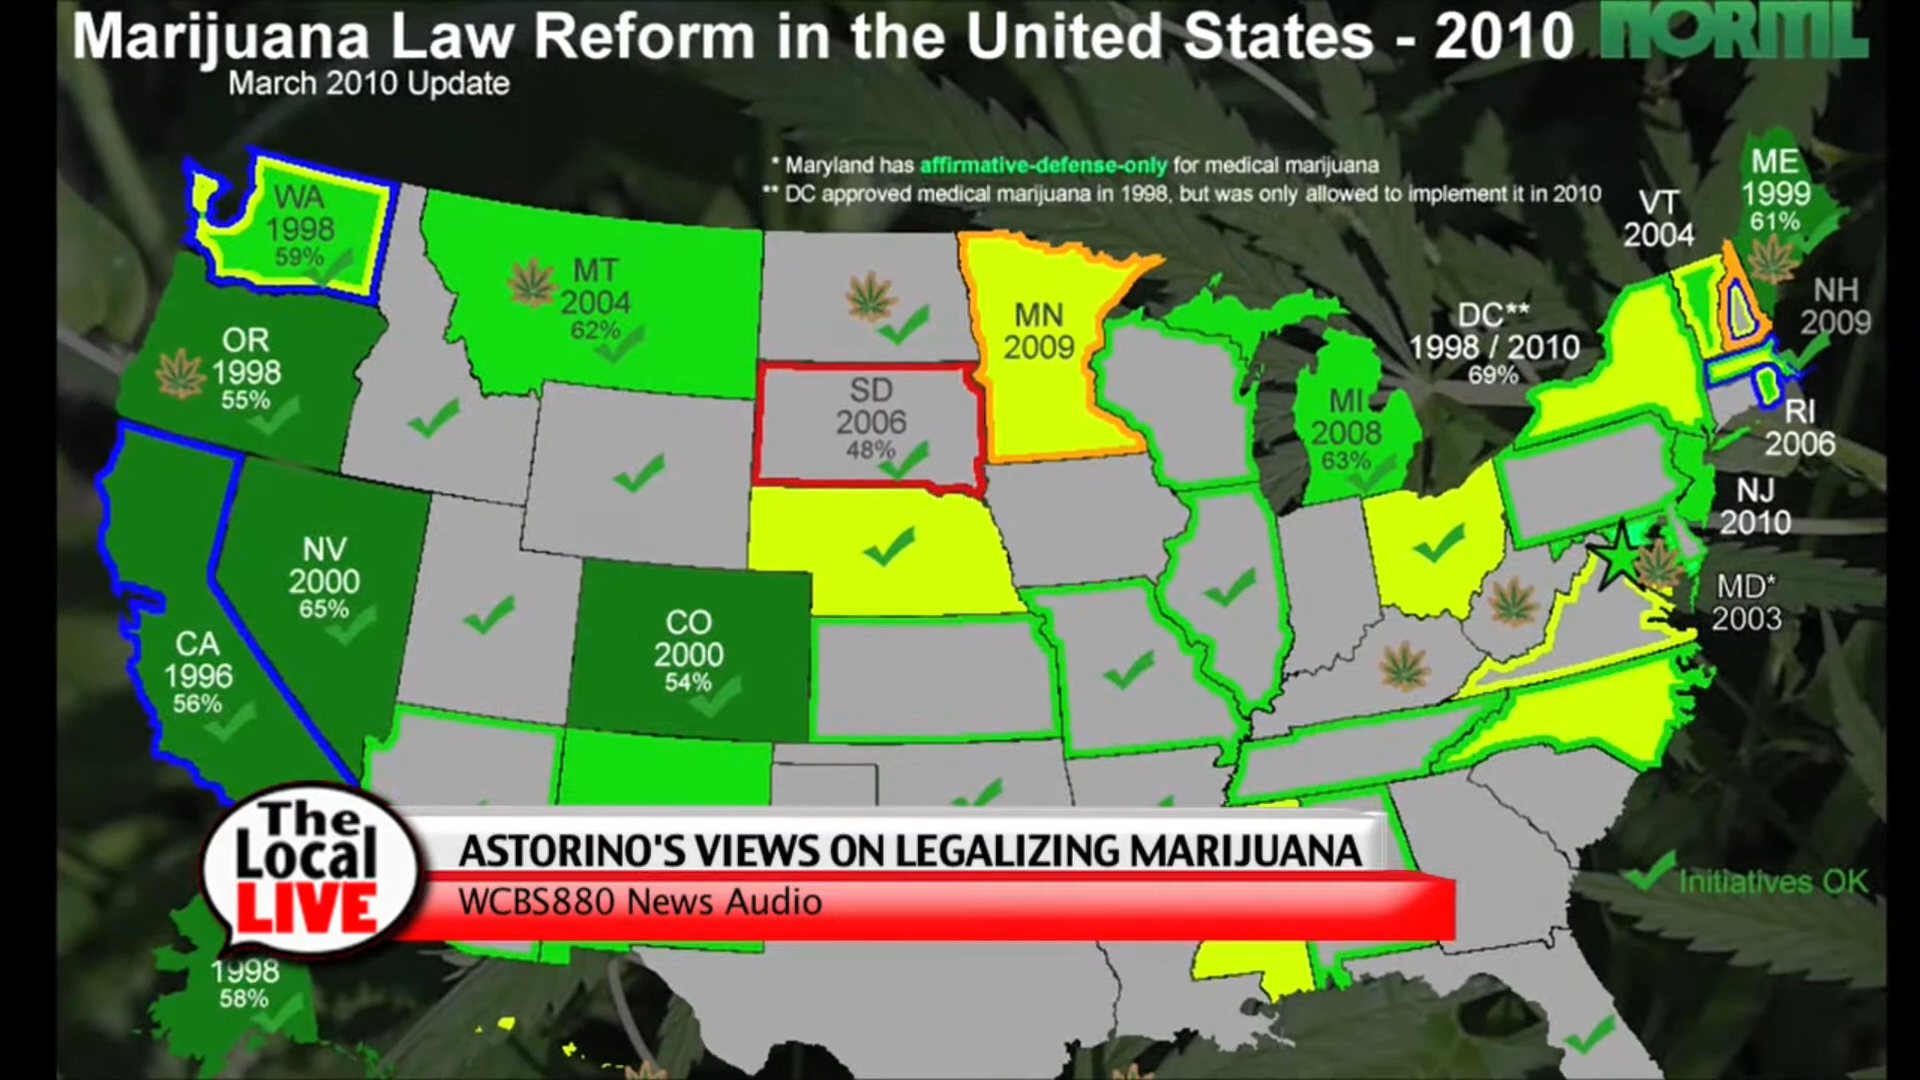 Marijuana Law Reform in the United States - 2010
NORML
March 2010 Update
* Maryland has affirmative-defense-only for medical marijuana
** DC approved medical marijuana in 1998, but was only allowed to implement it in 2010
WA
1998
59%
MT
2004
62%
OR
1998
55%
SD
2006
48%
MN
2009
MI
2008
63%
DC**
1998 / 2010
69%
VT
2004
ME
1999
61%
NH
2009
RI
2006
NJ
2010
MD*
2003
NV
2000
65%
CA
1996
56%
CO
2000
54%
The
Local
LIVE
ASTORINO'S VIEWS ON LEGALIZING MARIJUANA
WCBS880 News Audio
Initiatives OK
1998
58%